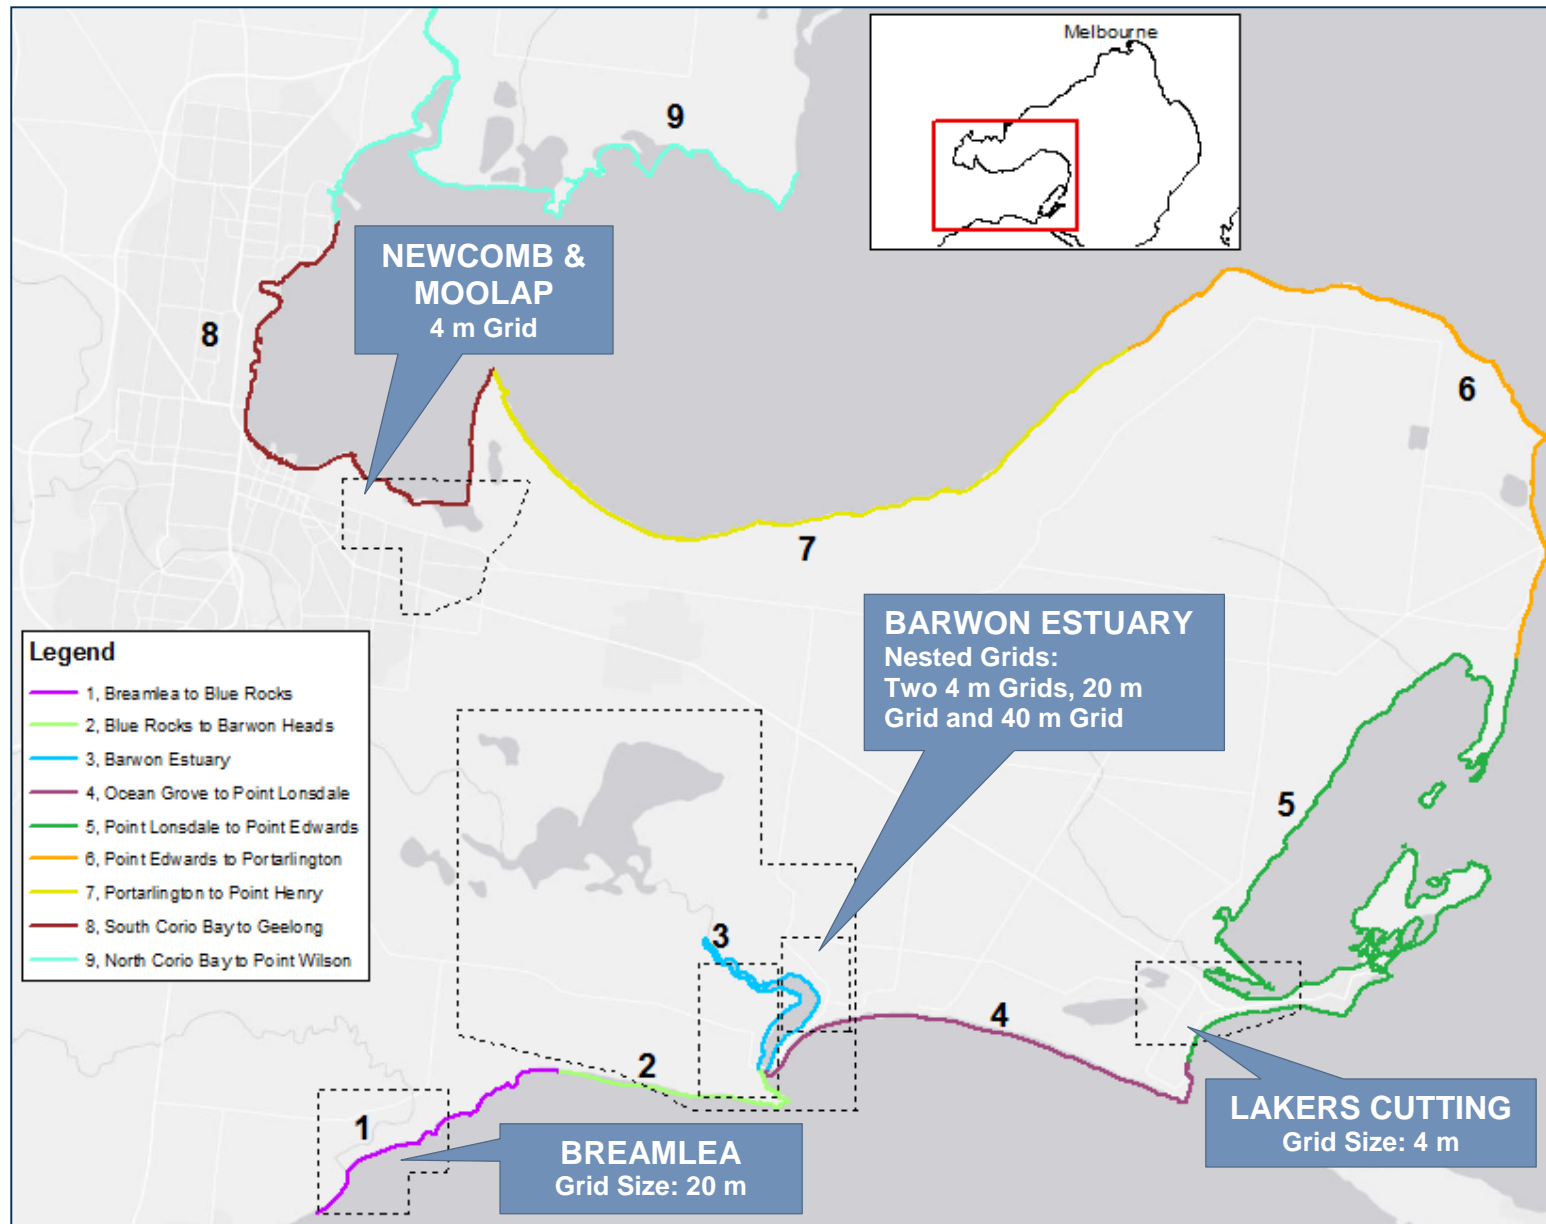 Melbourne
9
NEWCOMB &
MOOLAP
4 m Grid
8
6
7
BARWON ESTUARY
Nested Grids:
Two 4 m Grids, 20 m
Grid and 40 m Grid
Legend
1, Breamlea to Blue Rocks
2, Blue Rocks to Barwon Heads
3, Barwon Estuary
4, Ocean Grove to Point Lonsdale
5, Point Lonsdale to Point Edwards
6, Point Edwards to Portarlington
7, Portarlington to Point Henry
8, South Corio Bay to Geelong
9, North Corio Bay to Point Wilson
5
3
4
2
1
LAKERS CUTTING
Grid Size: 4 m
BREAMLEA
Grid Size: 20 m